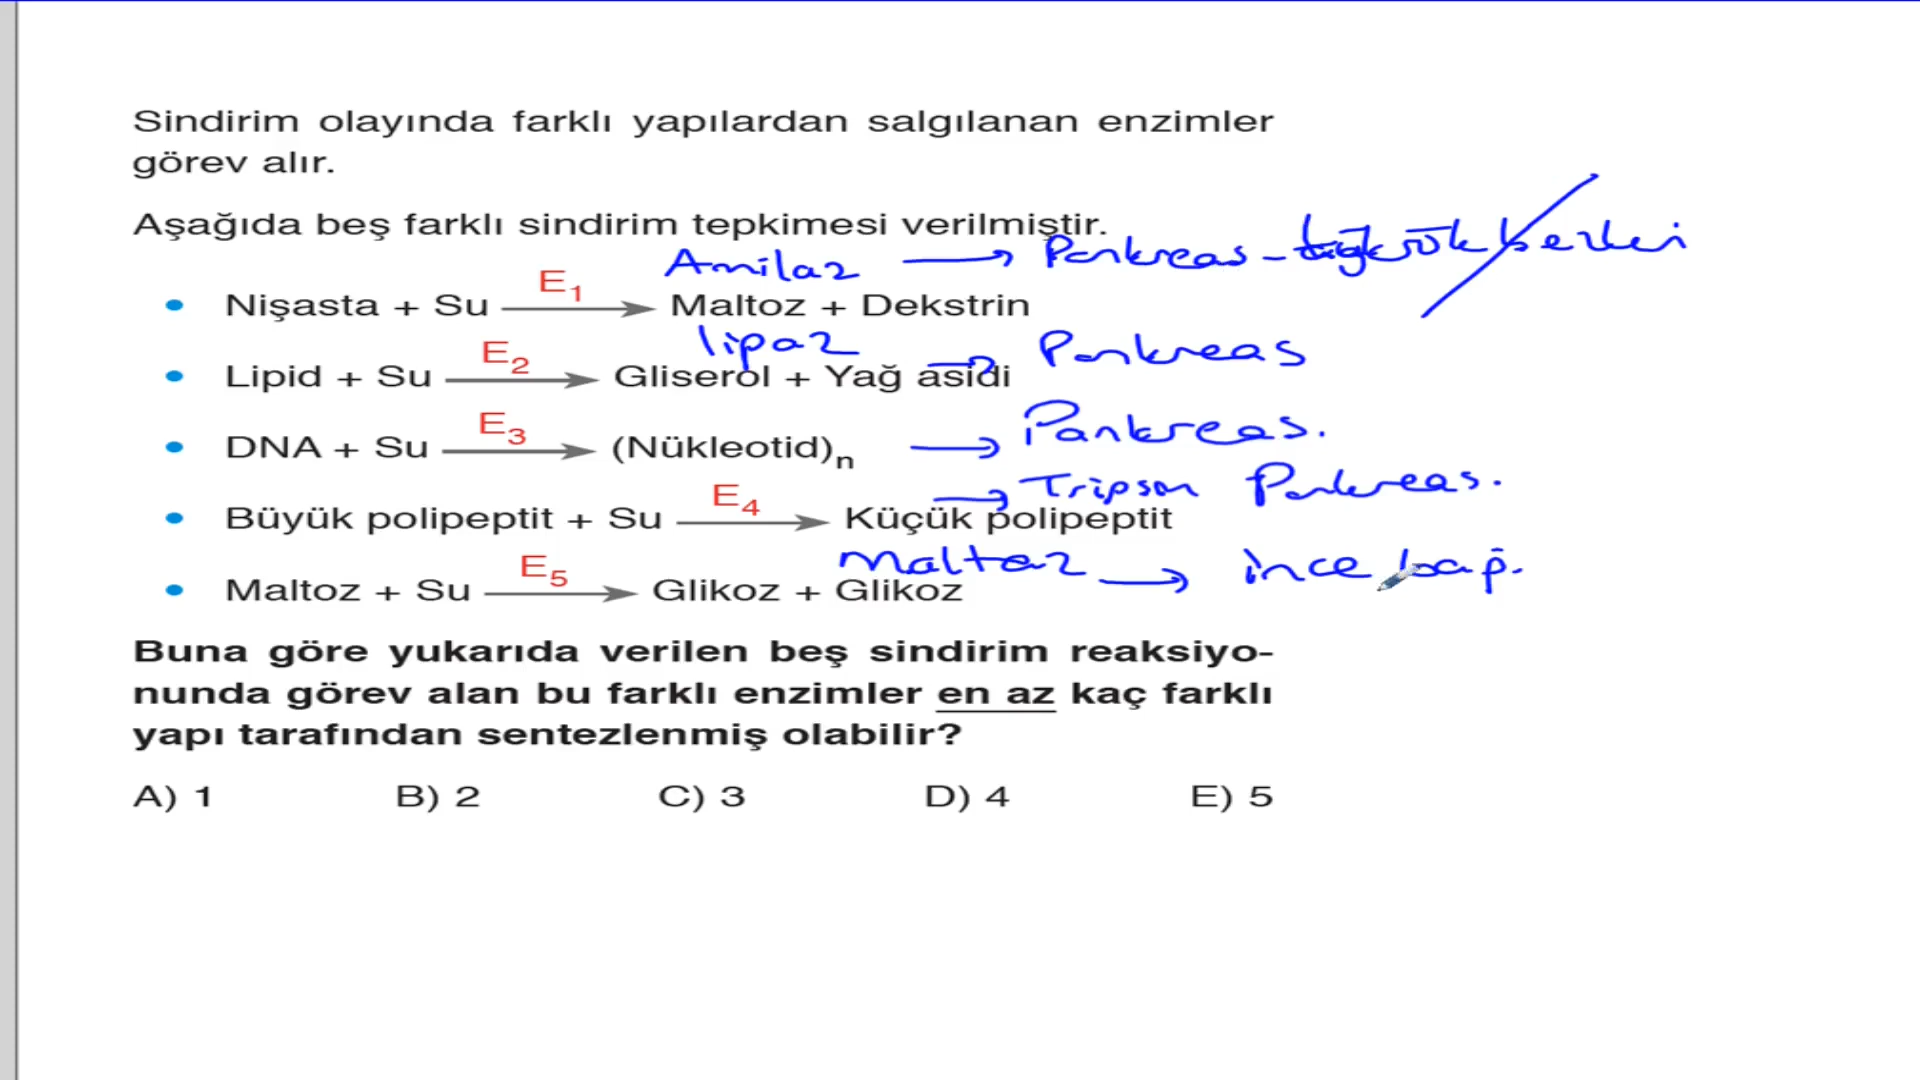 Sindirim olayında farklı yapılardan salgılanan enzimler
görev alır.
Aşağıda beş farklı sindirim tepkimesi verilmiştir.
Amilaz → Pankreas - tükrük bezleri
• Nişasta + Su E1 → Maltoz + Dekstrin
lipaz → Pankreas
• Lipid + Su E2 → Gliserol + Yağ asidi
• DNA + Su E3 → (Nükleotid)n → Pankreas.
→ Tripsin Pankreas.
• Büyük polipeptit + Su E4 → Küçük polipeptit
Maltaz → ince bağ.
• Maltoz + Su E5 → Glikoz + Glikoz
Buna göre yukarıda verilen beş sindirim reaksiyo-
nunda görev alan bu farklı enzimler en az kaç farklı
yapı tarafından sentezlenmiş olabilir?
A) 1 B) 2 C) 3 D) 4 E) 5